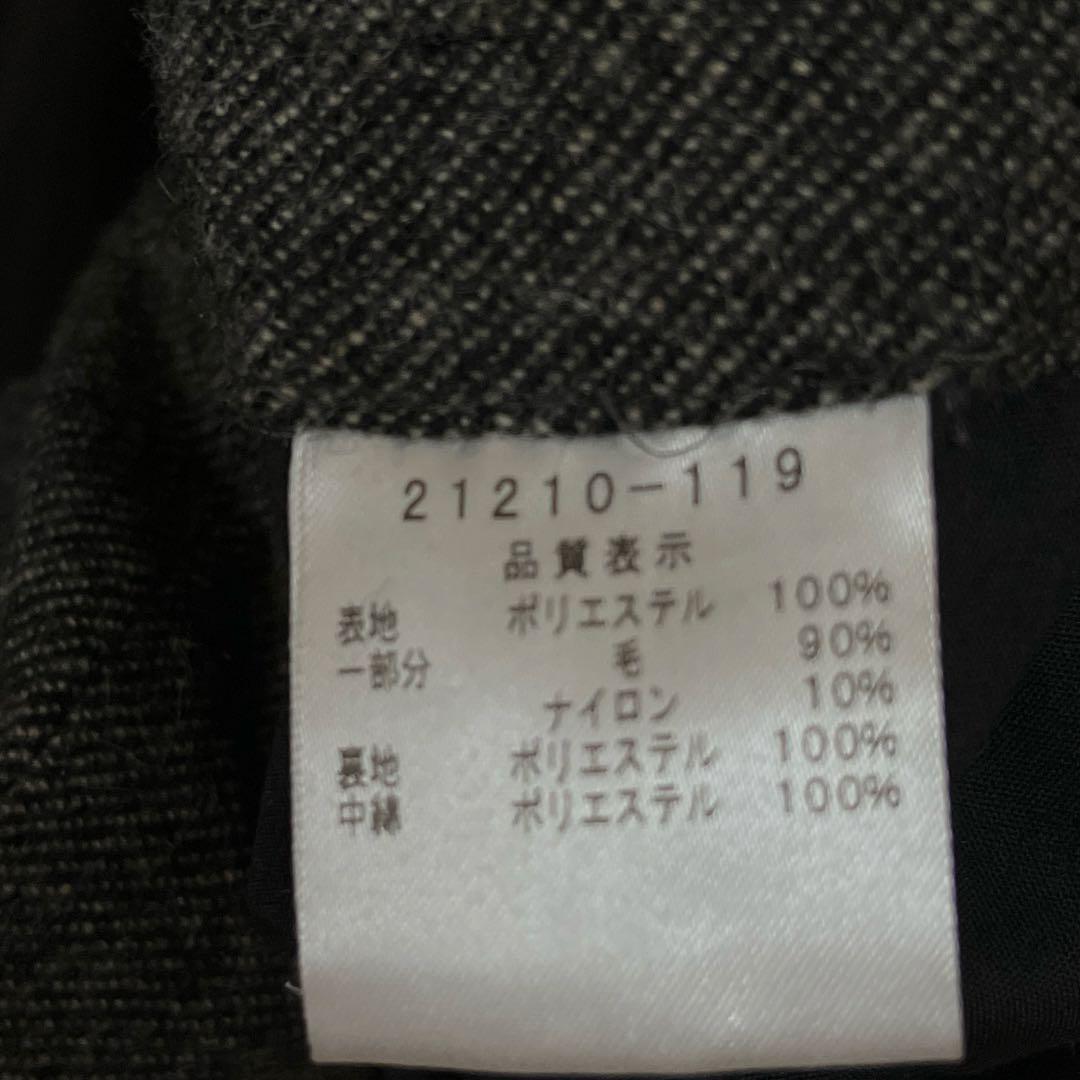 21210-119
品質表示
表地 ポリエステル 100%
一部分 毛 90%
ナイロン 10%
裏地 ポリエステル 100%
中綿 ポリエステル 100%